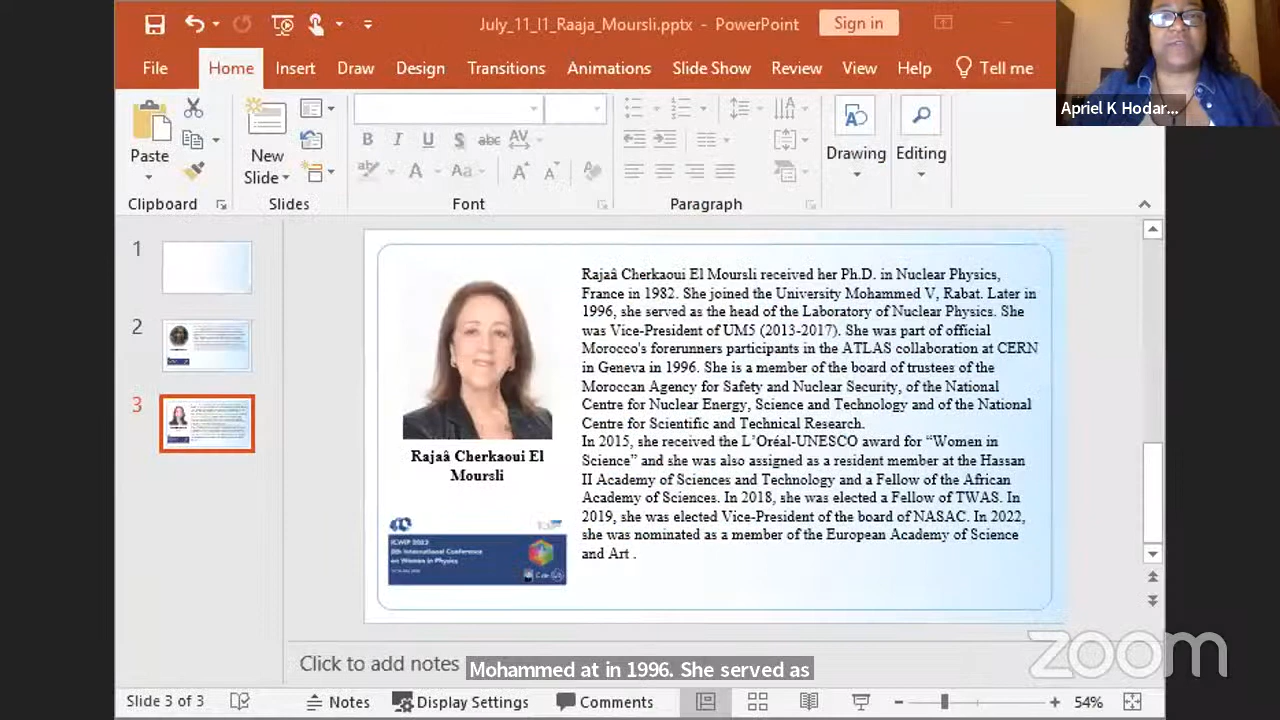 July_11_I1_Raaja_Moursli.pptx - PowerPoint
Sign in
File Home Insert Draw Design Transitions Animations Slide Show Review View Help Tell me
Apriel K Hodar...
Paste
New
Slide
Drawing
Editing
Clipboard
Slides
Font
Paragraph
1
2
3
Rajaâ Cherkaoui El
Moursli
Rajaâ Cherkaoui El Moursli received her Ph.D. in Nuclear Physics,
France in 1982. She joined the University Mohammed V, Rabat. Later in
1996, she served as the head of the Laboratory of Nuclear Physics. She
was Vice-President of UM5 (2013-2017). She was part of official
Morocco's forerunners participants in the ATLAS collaboration at CERN
in Geneva in 1996. She is a member of the board of trustees of the
Moroccan Agency for Safety and Nuclear Security, of the National
Centre for Nuclear Energy, Science and Technology and of the National
Centre for Scientific and Technical Research.
In 2015, she received the L’Oréal-UNESCO award for “Women in
Science” and she was also assigned as a resident member at the Hassan
II Academy of Sciences and Technology and a Fellow of the African
Academy of Sciences. In 2018, she was elected a Fellow of TWAS. In
2019, she was elected Vice-President of the board of NASAC. In 2022,
she was nominated as a member of the European Academy of Science
and Art .
8th International Conference
on Women in Physics
Click to add notes
Mohammed at in 1996. She served as
zoom
Slide 3 of 3
Notes
Display Settings
Comments
54%